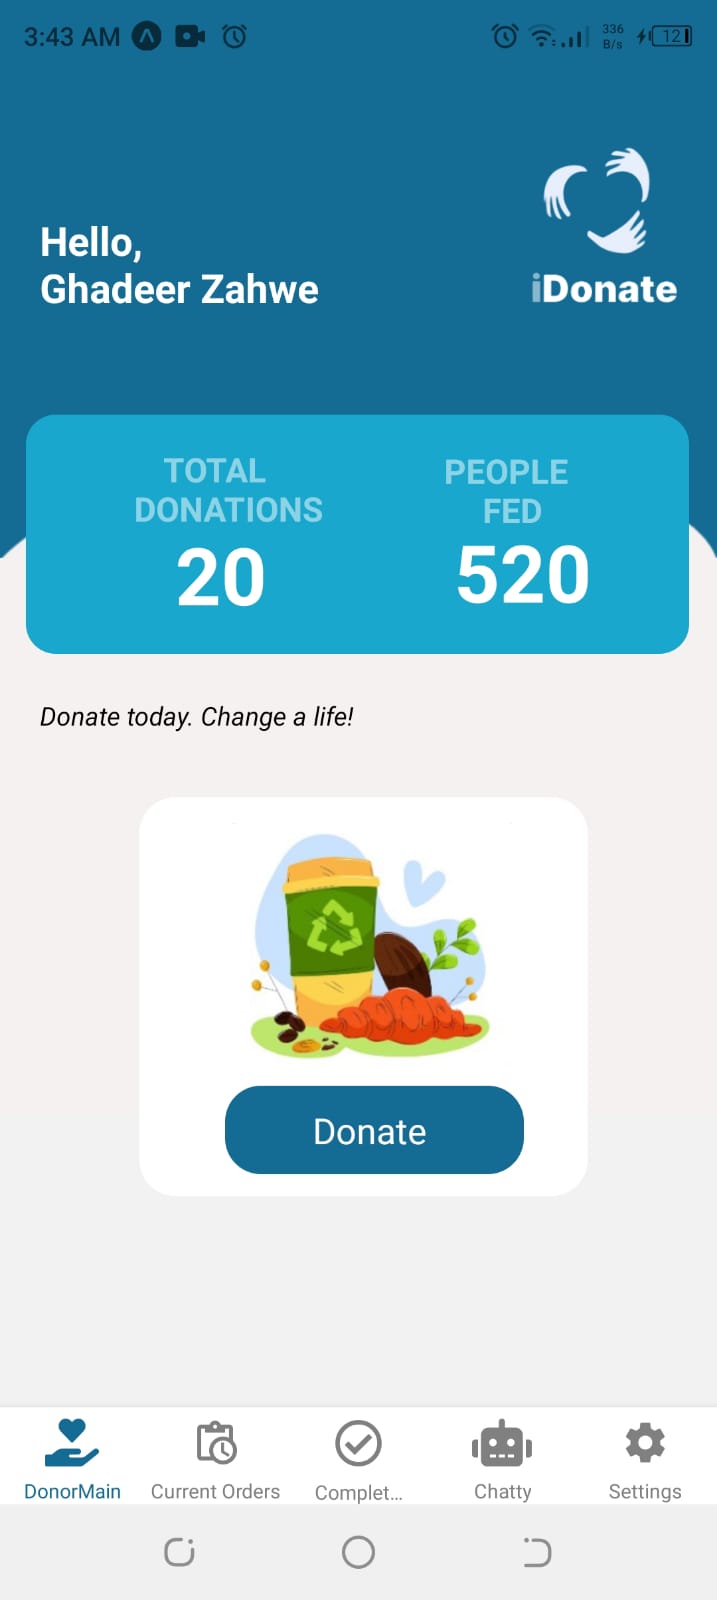 3:43 AM
336
B/s
12
Hello,
Ghadeer Zahwe
iDonate
TOTAL
DONATIONS
20
PEOPLE
FED
520
Donate today. Change a life!
Donate
DonorMain
Current Orders
Complet...
Chatty
Settings